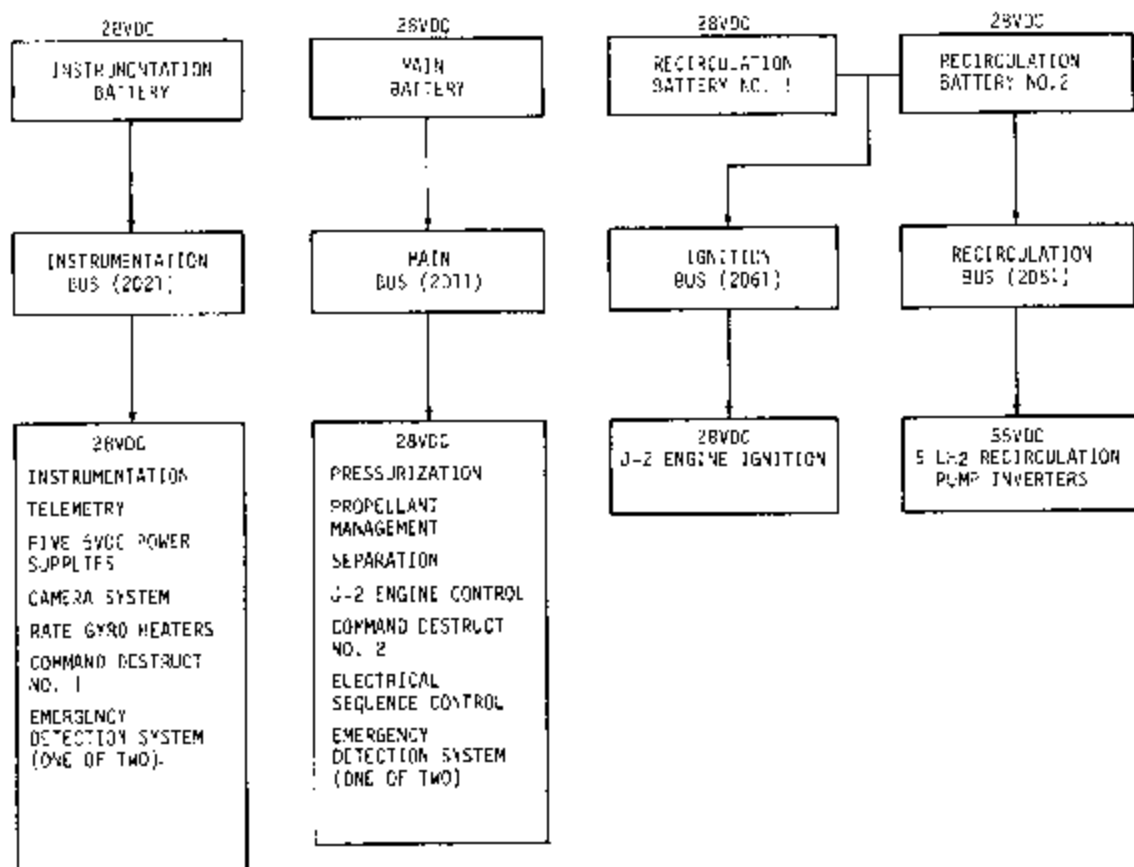 28VDC
INSTRUMENTATION
BATTERY
28VDC
MAIN
BATTERY
28VDC
RECIRCULATION
BATTERY NO. 1
28VDC
RECIRCULATION
BATTERY NO.2
INSTRUMENTATION
BUS (2D21)
MAIN
BUS (2D11)
IGNITION
BUS (2D61)
RECIRCULATION
BUS (2D51)
28VDC
INSTRUMENTATION
TELEMETRY
FIVE 5VDC POWER
SUPPLIES
CAMERA SYSTEM
RATE GYRO HEATERS
COMMAND DESTRUCT
NO. 1
EMERGENCY
DETECTION SYSTEM
(ONE OF TWO).
28VDC
PRESSURIZATION
PROPELLANT
MANAGEMENT
SEPARATION
J-2 ENGINE CONTROL
COMMAND DESTRUCT
NO. 2
ELECTRICAL
SEQUENCE CONTROL
EMERGENCY
DETECTION SYSTEM
(ONE OF TWO)
28VDC
J-2 ENGINE IGNITION
56VDC
5 LH2 RECIRCULATION
PUMP INVERTERS